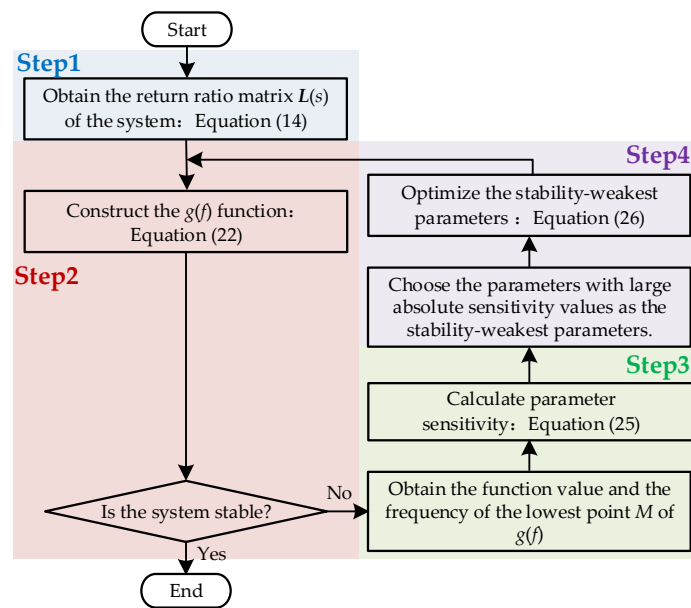 Start
Step1
Obtain the return ratio matrix L(s)
of the system：Equation (14)
Step2
Construct the g(f) function：
Equation (22)
Is the system stable?
No
Yes
End
Step3
Obtain the function value and the
frequency of the lowest point M of
g(f)
Calculate parameter
sensitivity：Equation (25)
Step4
Choose the parameters with large
absolute sensitivity values as the
stability-weakest parameters.
Optimize the stability-weakest
parameters：Equation (26)